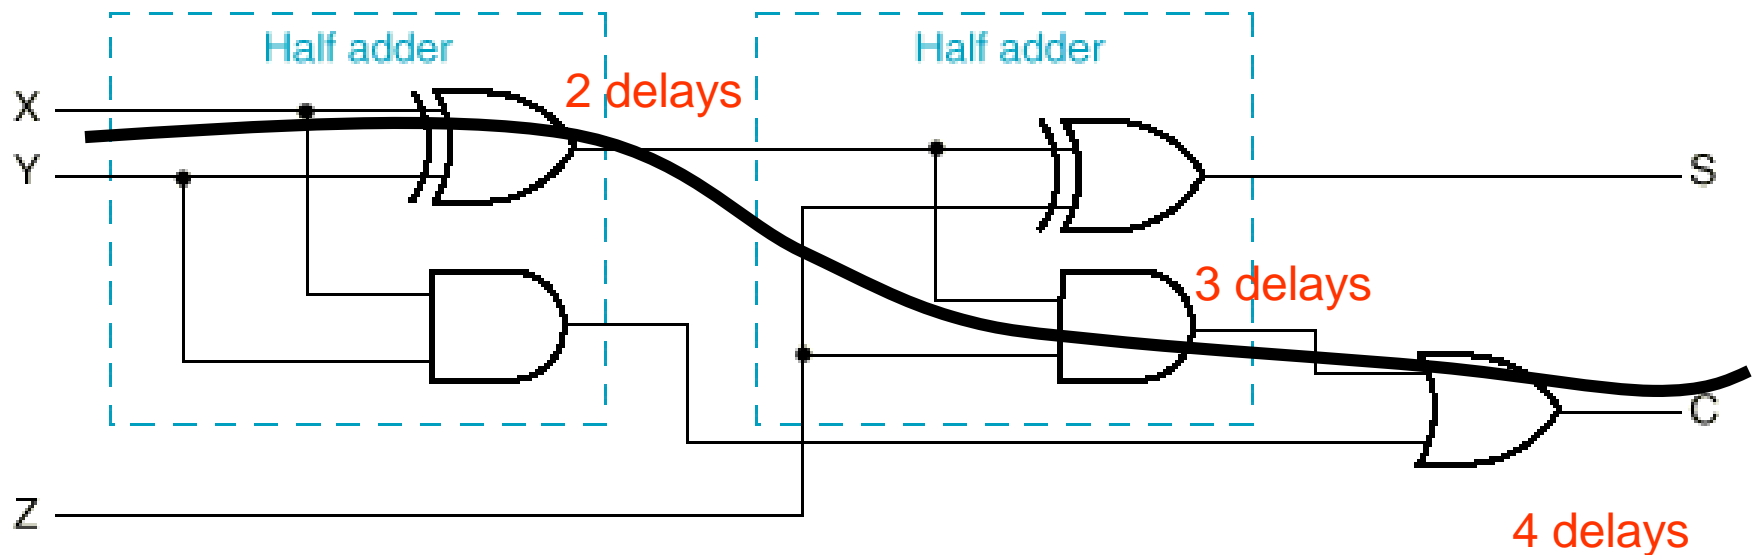 Half adder
Half adder
2 delays
X
Y
S
3 delays
C
Z
4 delays